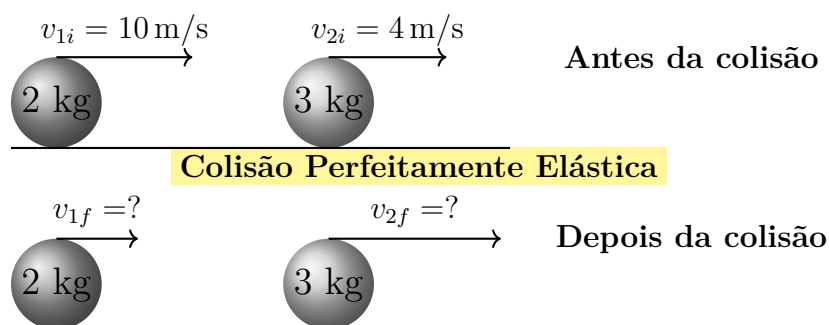 v₁ᵢ = 10 m/s
v₂ᵢ = 4 m/s
Antes da colisão
2 kg
3 kg
Colisão Perfeitamente Elástica
v₁f =?
v₂f =?
Depois da colisão
2 kg
3 kg